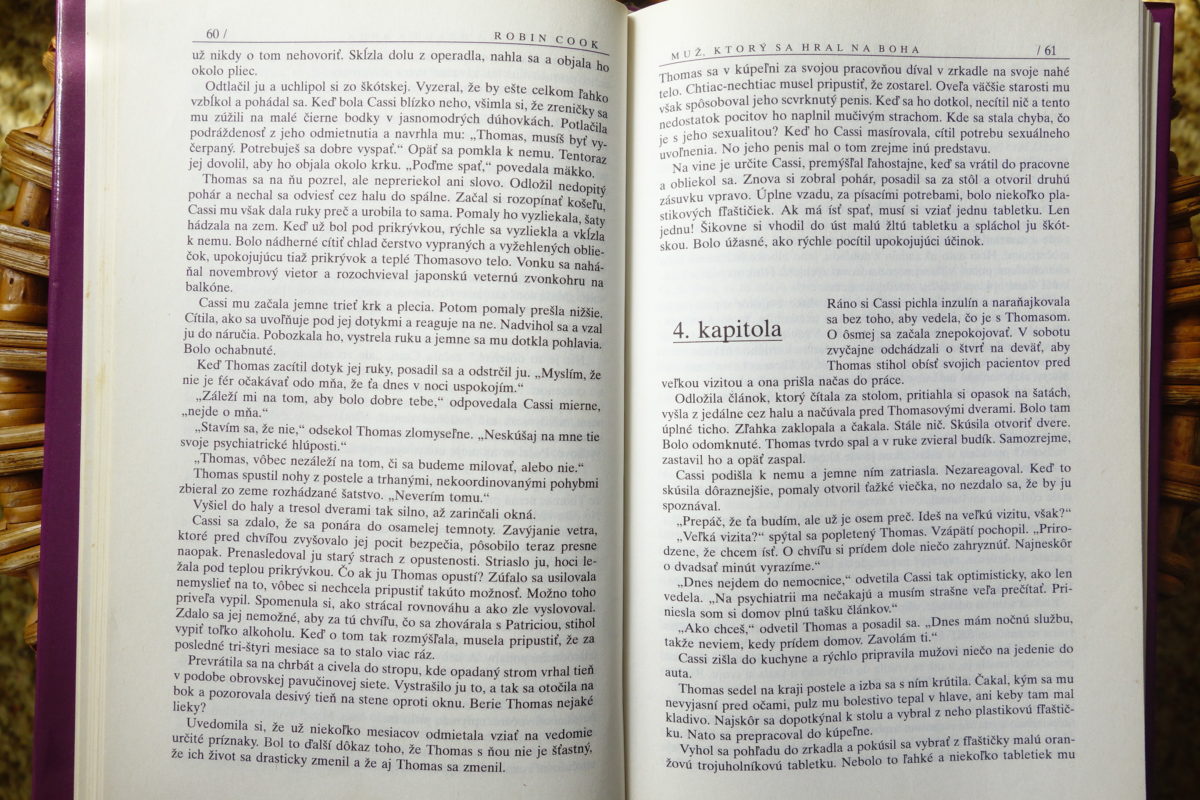 60 /
ROBIN COOK
už nikdy o tom nehovoriť. Skĺzla dolu z operadla, nahla sa a objala ho
okolo pliec.
Odtlačil ju a uchlipol si zo škótskej. Vyzeral, že by ešte celkom ľahko
vzbĺkol a pohádal sa. Keď bola Cassi blízko neho, všimla si, že zreničky sa
mu zúžili na malé čierne bodky v jasnomodrých dúhovkách. Potlačila
podráždenosť z jeho odmietnutia a navrhla mu: „Thomas, musíš byť vy-
čerpaný. Potrebuješ sa dobre vyspať.“ Opäť sa pomkla k nemu. Tentoraz
jej dovolil, aby ho objala okolo krku. „Poďme spať,“ povedala mäkko.
Thomas sa na ňu pozrel, ale nepreriekol ani slovo. Odložil nedopitý
pohár a nechal sa odviesť cez halu do spálne. Začal si rozopínať košeľu,
Cassi mu však dala ruky preč a urobila to sama. Pomaly ho vyzliekala, šaty
hádzala na zem. Keď už bol pod prikrývkou, rýchle sa vyzliekla a vkĺzla
k nemu. Bolo nádherné cítiť chlad čerstvo vypraných a vyžehlených oblie-
čok, upokojujúcu tiaž prikrývok a teplé Thomasovo telo. Vonku sa nahá-
ňal novembrový vietor a rozochvieval japonskú veternú zvonkohru na
balkóne.
Cassi mu začala jemne trieť krk a plecia. Potom pomaly prešla nižšie.
Cítila, ako sa uvoľňuje pod jej dotykmi a reaguje na ne. Nadvihol sa a vzal
ju do náručia. Pobozkala ho, vystrela ruku a jemne sa mu dotkla pohlavia.
Bolo ochabnuté.
Keď Thomas zacítil dotyk jej ruky, posadil sa a odstrčil ju. „Myslím, že
nie je fér očakávať odo mňa, že ťa dnes v noci uspokojím.“
„Záleží mi na tom, aby bolo dobre tebe,“ odpovedala Cassi mierne,
„nejde o mňa.“
„Stavím sa, že nie,“ odsekol Thomas zlomyseľne. „Neskúšaj na mne tie
svoje psychiatrické hlúposti.“
„Thomas, vôbec nezáleží na tom, či sa budeme milovať, alebo nie.“
Thomas spustil nohy z postele a trhanými, nekoordinovanými pohybmi
zbieral zo zeme rozhádzané šatstvo. „Neverím tomu.“
Vyšiel do haly a tresol dverami tak silno, až zarinčali okná.
Cassi sa zdalo, že sa ponára do osamelej temnoty. Zavýjanie vetra,
ktoré pred chvíľou zvyšovalo jej pocit bezpečia, pôsobilo teraz presne
naopak. Prenasledoval ju starý strach z opustenosti. Striaslo ju, hoci le-
žala pod teplou prikrývkou. Čo ak ju Thomas opustí? Zúfalo sa usilovala
nemyslieť na to, vôbec si nechcela pripustiť takúto možnosť. Možno toho
priveľa vypil. Spomenula si, ako strácal rovnováhu a ako zle vyslovoval.
Zdalo sa jej nemožné, aby za tú chvíľu, čo sa zhovárala s Patriciou, stihol
vypiť toľko alkoholu. Keď o tom tak rozmýšľala, musela pripustiť, že za
posledné tri-štyri mesiace sa to stalo viac ráz.
Prevrátila sa na chrbát a civela do stropu, kde opadaný strom vrhal tieň
v podobe obrovskej pavučinovej siete. Vystrašilo ju to, a tak sa otočila na
bok a pozorovala desivý tieň na stene oproti oknu. Berie Thomas nejaké
lieky?
Uvedomila si, že už niekoľko mesiacov odmietala vziať na vedomie
určité príznaky. Bol to ďalší dôkaz toho, že Thomas s ňou nie je šťastný,
že ich život sa drasticky zmenil a že aj Thomas sa zmenil.
MUŽ, KTORÝ SA HRAL NA BOHA
/ 61
Thomas sa v kúpeľni za svojou pracovňou díval v zrkadle na svoje nahé
telo. Chtiac-nechtiac musel pripustiť, že zostarel. Oveľa väčšie starosti mu
však spôsoboval jeho scvrknutý penis. Keď sa ho dotkol, necítil nič a tento
nedostatok pocitov ho naplnil mučivým strachom. Kde sa stala chyba, čo
je s jeho sexualitou? Keď ho Cassi masírovala, cítil potrebu sexuálneho
uvoľnenia. No jeho penis mal o tom zrejme inú predstavu.
Na vine je určite Cassi, premýšľal ľahostajne, keď sa vrátil do pracovne
a obliekol sa. Znova si zobral pohár, posadil sa za stôl a otvoril druhú
zásuvku vpravo. Úplne vzadu, za písacími potrebami, bolo niekoľko pla-
stikových fľaštičiek. Ak má ísť spať, musí si vziať jednu tabletku. Len
jednu! Šikovne si vhodil do úst malú žltú tabletku a spláchol ju škót-
skou. Bolo úžasné, ako rýchle pocítil upokojujúci účinok.
4. kapitola
Ráno si Cassi pichla inzulín a naraňajkovala
sa bez toho, aby vedela, čo je s Thomasom.
O ôsmej sa začala znepokojovať. V sobotu
zvyčajne odchádzali o štvrť na deväť, aby
Thomas stihol obísť svojich pacientov pred
veľkou vizitou a ona prišla načas do práce.
Odložila článok, ktorý čítala za stolom, pritiahla si opasok na šatách,
vyšla z jedálne cez halu a načúvala pred Thomasovými dverami. Bolo tam
úplné ticho. Zľahka zaklopala a čakala. Stále nič. Skúsila otvoriť dvere.
Bolo odomknuté. Thomas tvrdo spal a v ruke zvieral budík. Samozrejme,
zastavil ho a opäť zaspal.
Cassi podišla k nemu a jemne ním zatriasla. Nezareagoval. Keď to
skúsila dôraznejšie, pomaly otvoril ťažké viečka, no nezdalo sa, že by ju
spoznával.
„Prepáč, že ťa budím, ale už je osem preč. Ideš na veľkú vizitu, však?“
„Veľká vizita?“ spýtal sa popletený Thomas. Vzápätí pochopil. „Priro-
dzene, že chcem ísť. O chvíľu si prídem dole niečo zahryznúť. Najneskôr
o dvadsať minút vyrazíme.“
„Dnes nejdem do nemocnice,“ odvetila Cassi tak optimisticky, ako len
vedela. „Na psychiatrii ma nečakajú a musím strašne veľa prečítať. Pri-
niesla som si domov plnú tašku článkov.“
„Ako chceš,“ odvetil Thomas a posadil sa. „Dnes mám nočnú službu,
takže neviem, kedy prídem domov. Zavolám ti.“
Cassi zišla do kuchyne a rýchlo pripravila mužovi niečo na jedenie do
auta.
Thomas sedel na kraji postele a izba sa s ním krútila. Čakal, kým sa mu
nevyjasní pred očami, pulz mu bolestivo tepal v hlave, ani keby tam mal
kladivo. Najskôr sa dopotkýnal k stolu a vybral z neho plastikovú fľaštič-
ku. Nato sa prepracoval do kúpeľne.
Vyhol sa pohľadu do zrkadla a pokúsil sa vybrať z fľaštičky malú oran-
žovú trojuholníkovú tabletku. Nebolo to ľahké a niekoľko tabletiek mu